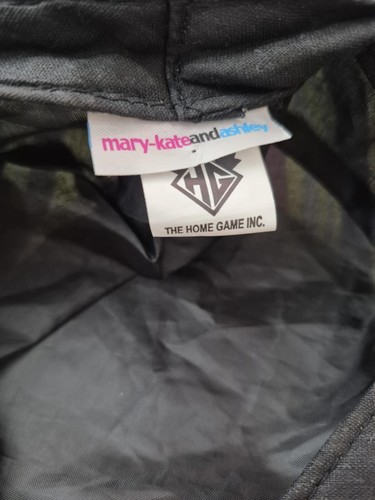 mary-kateandashley
HG
THE HOME GAME INC.